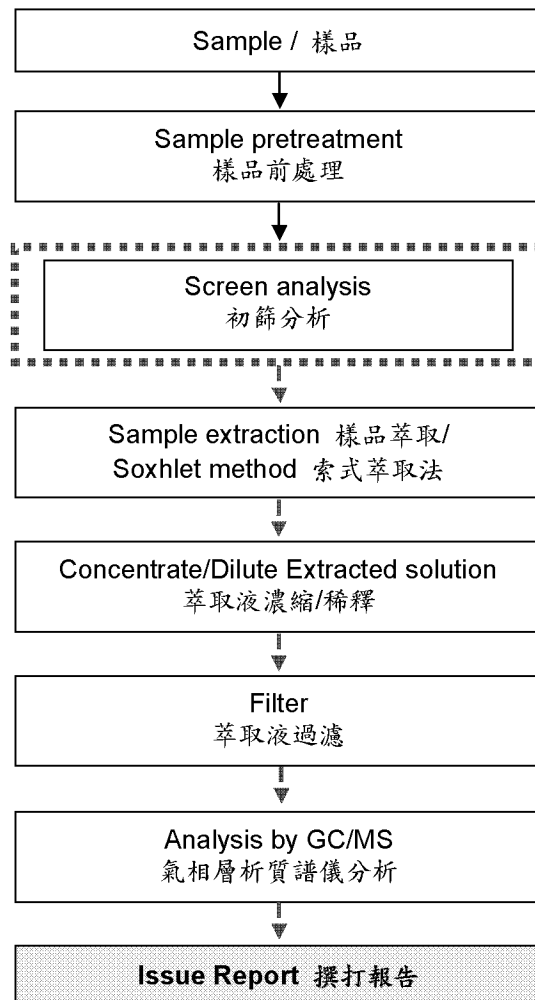 Sample / 樣品
Sample pretreatment
樣品前處理
Screen analysis
初篩分析
Sample extraction 樣品萃取/
Soxhlet method 索式萃取法
Concentrate/Dilute Extracted solution
萃取液濃縮/稀釋
Filter
萃取液過濾
Analysis by GC/MS
氣相層析質譜儀分析
Issue Report 撰打報告